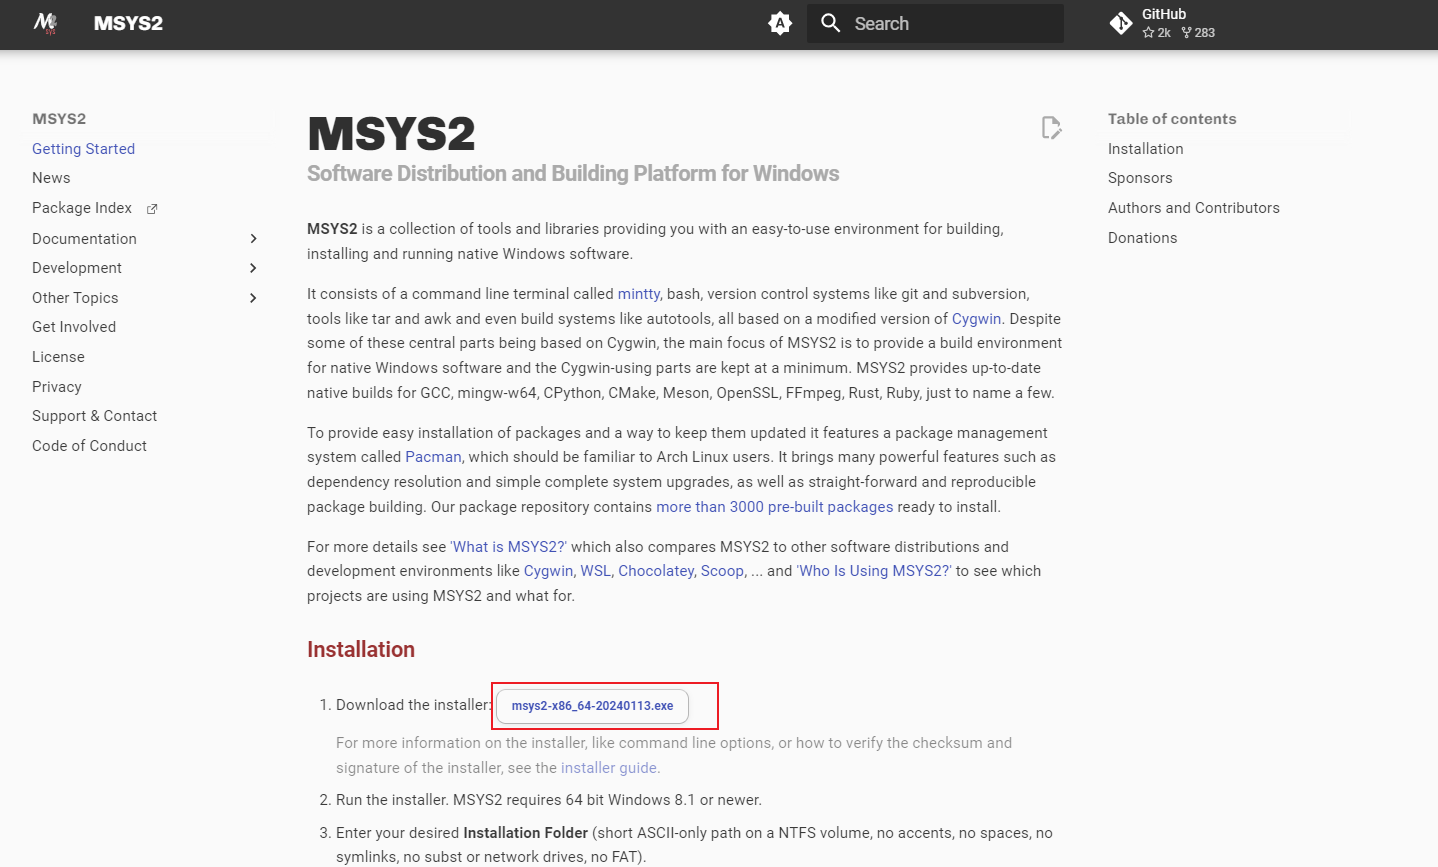 MSYS2
Search
GitHub
2k 283
MSYS2
Getting Started
News
Package Index
Documentation
Development
Other Topics
Get Involved
License
Privacy
Support & Contact
Code of Conduct
MSYS2
Software Distribution and Building Platform for Windows
MSYS2 is a collection of tools and libraries providing you with an easy-to-use environment for building,
installing and running native Windows software.
It consists of a command line terminal called mintty, bash, version control systems like git and subversion,
tools like tar and awk and even build systems like autotools, all based on a modified version of Cygwin. Despite
some of these central parts being based on Cygwin, the main focus of MSYS2 is to provide a build environment
for native Windows software and the Cygwin-using parts are kept at a minimum. MSYS2 provides up-to-date
native builds for GCC, mingw-w64, CPython, CMake, Meson, OpenSSL, FFmpeg, Rust, Ruby, just to name a few.
To provide easy installation of packages and a way to keep them updated it features a package management
system called Pacman, which should be familiar to Arch Linux users. It brings many powerful features such as
dependency resolution and simple complete system upgrades, as well as straight-forward and reproducible
package building. Our package repository contains more than 3000 pre-built packages ready to install.
For more details see 'What is MSYS2?' which also compares MSYS2 to other software distributions and
development environments like Cygwin, WSL, Chocolatey, Scoop, ... and 'Who Is Using MSYS2?' to see which
projects are using MSYS2 and what for.
Installation
1. Download the installer: msys2-x86_64-20240113.exe
For more information on the installer, like command line options, or how to verify the checksum and
signature of the installer, see the installer guide.
2. Run the installer. MSYS2 requires 64 bit Windows 8.1 or newer.
3. Enter your desired Installation Folder (short ASCII-only path on a NTFS volume, no accents, no spaces, no
symlinks, no subst or network drives, no FAT).
Table of contents
Installation
Sponsors
Authors and Contributors
Donations